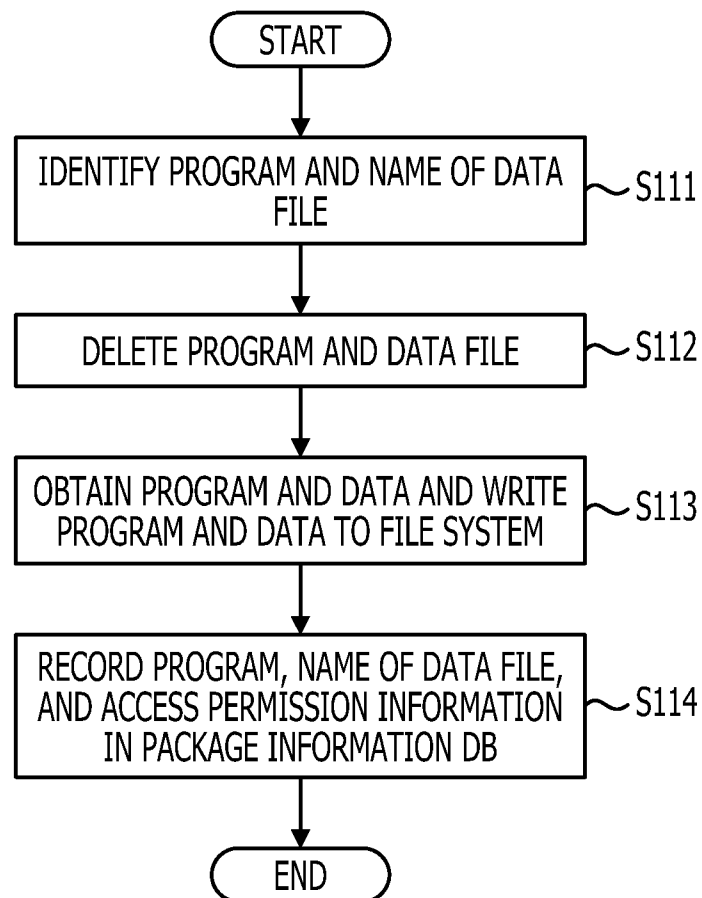 START
IDENTIFY PROGRAM AND NAME OF DATA
FILE
S111
DELETE PROGRAM AND DATA FILE
S112
OBTAIN PROGRAM AND DATA AND WRITE
PROGRAM AND DATA TO FILE SYSTEM
S113
RECORD PROGRAM, NAME OF DATA FILE,
AND ACCESS PERMISSION INFORMATION
IN PACKAGE INFORMATION DB
S114
END